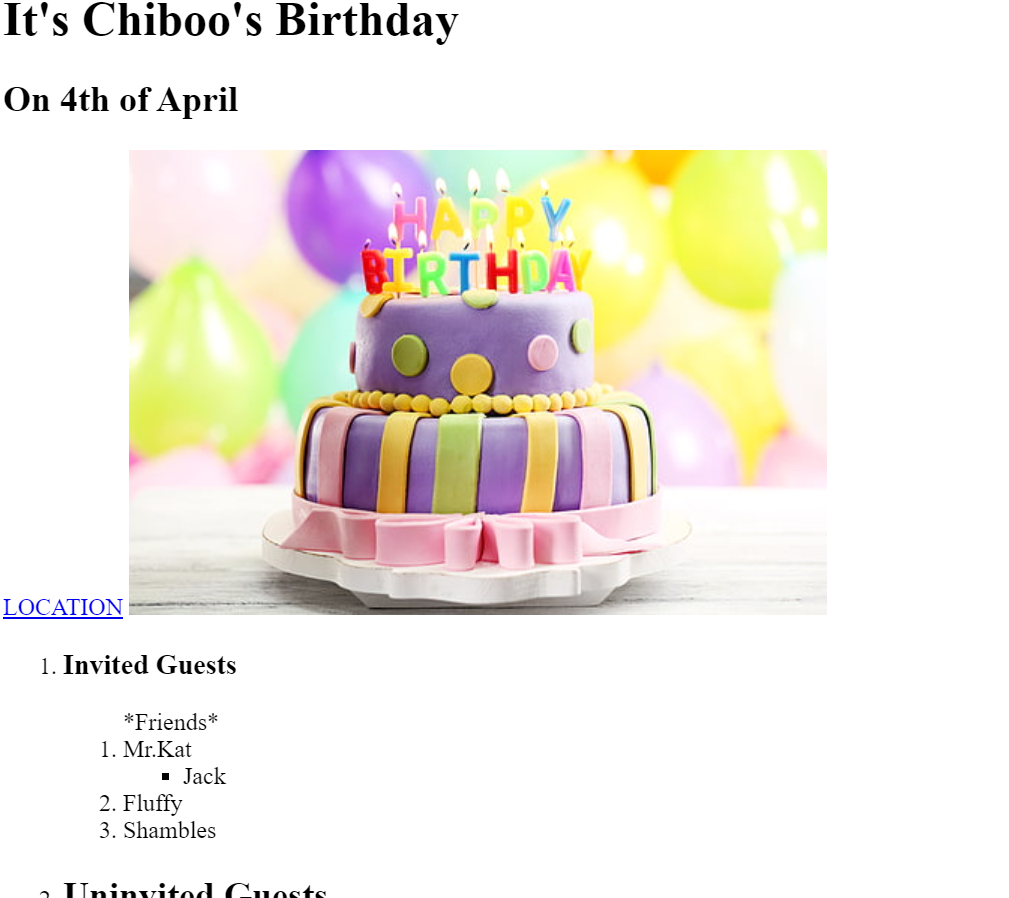 It's Chiboo's Birthday
On 4th of April
HAPPY
BIRTHDAY
LOCATION
1. Invited Guests
*Friends*
1. Mr.Kat
▪ Jack
2. Fluffy
3. Shambles
2. Uninvited Guests